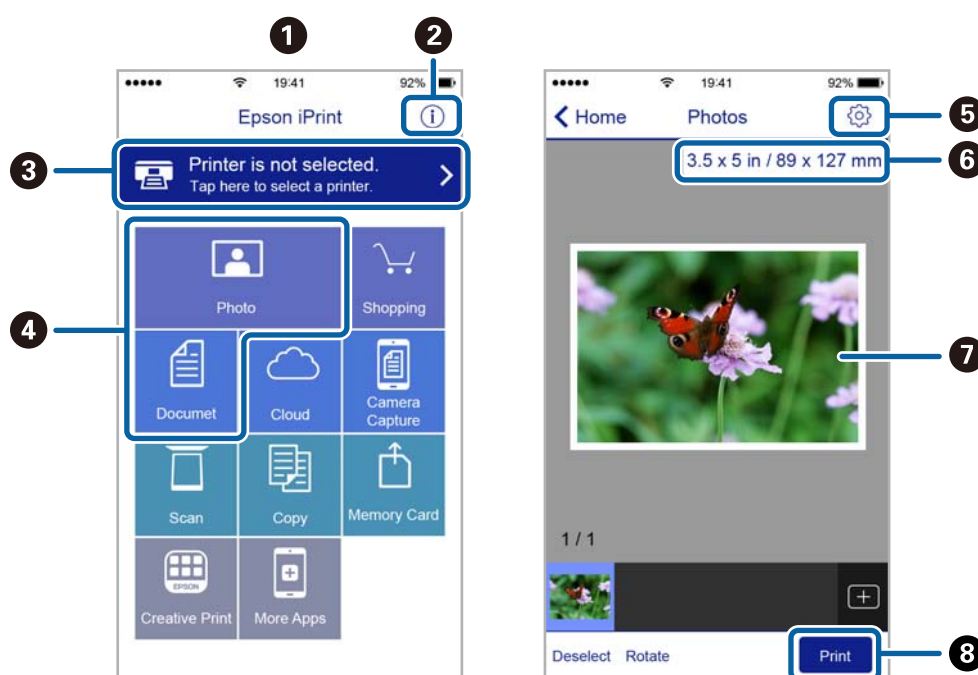 1
2
19:41
92%
Epson iPrint
3
Printer is not selected.
Tap here to select a printer.
4
Photo
Shopping
Documet
Cloud
Camera
Capture
Scan
Copy
Memory Card
EPSON
Creative Print
More Apps
19:41
92%
Home
Photos
5
3.5 x 5 in / 89 x 127 mm
6
7
1 / 1
Deselect
Rotate
Print
8